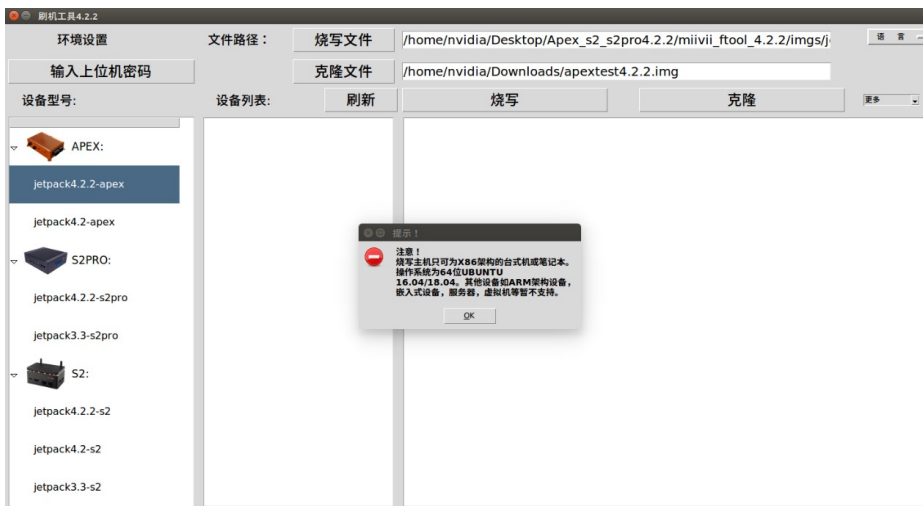 刷机工具4.2.2
环境设置 文件路径： 烧写文件 /home/nvidia/Desktop/Apex_s2_s2pro4.2.2/miivii_ftool_4.2.2/imgs/j 语 言
输入上位机密码 克隆文件 /home/nvidia/Downloads/apextest4.2.2.img
设备型号: 设备列表: 刷新 烧写 克隆 更多
APEX:
jetpack4.2.2-apex
jetpack4.2-apex
S2PRO:
jetpack4.2.2-s2pro
jetpack3.3-s2pro
S2:
jetpack4.2.2-s2
jetpack4.2-s2
jetpack3.3-s2
提示！
注意！
烧写主机只可为X86架构的台式机或笔记本。
操作系统为64位UBUNTU
16.04/18.04。其他设备如ARM架构设备，
嵌入式设备，服务器，虚拟机等暂不支持。
OK